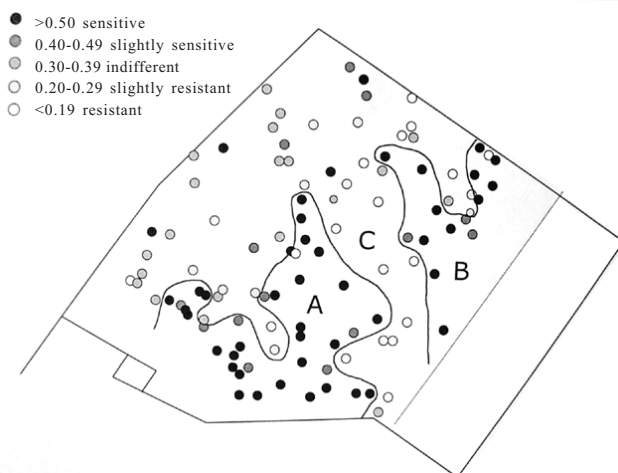 >0.50 sensitive
0.40-0.49 slightly sensitive
0.30-0.39 indifferent
0.20-0.29 slightly resistant
<0.19 resistant
C
B
A